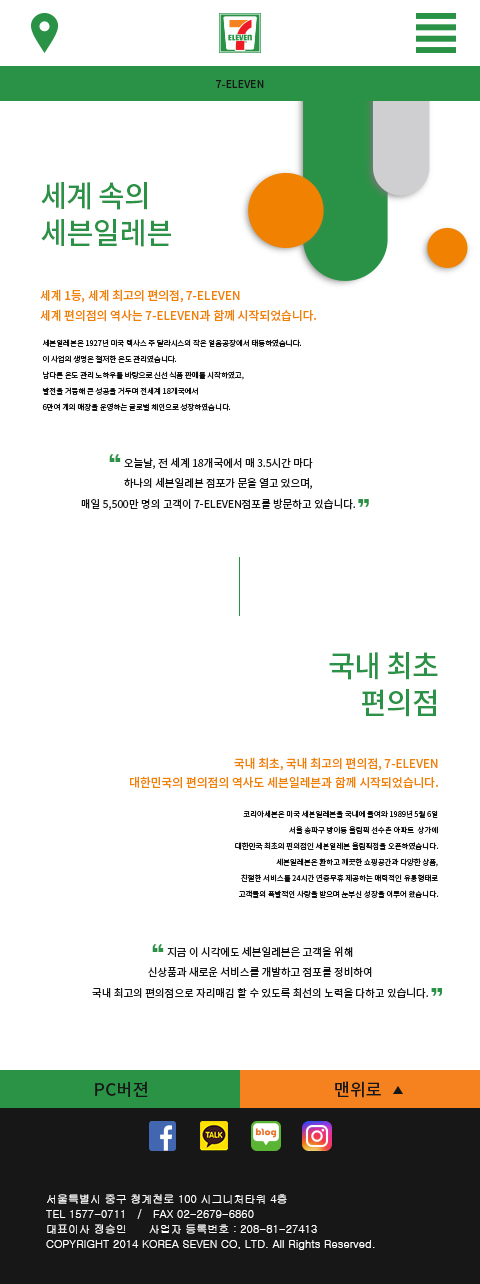 7
ELEVEN
7-ELEVEN
세계 속의
세븐일레븐
세계 1등, 세계 최고의 편의점, 7-ELEVEN
세계 편의점의 역사는 7-ELEVEN과 함께 시작되었습니다.
세븐일레븐은 1927년 미국 텍사스 주 달라시스의 작은 얼음공장에서 태동하였습니다.
이 사업의 생명은 철저한 온도 관리였습니다.
남다른 온도 관리 노하우를 바탕으로 신선 식품 판매를 시작하였고,
발전을 거듭해 큰 성공을 거두며 전세계 18개국에서
6만여 개의 매장을 운영하는 글로벌 체인으로 성장하였습니다.
“ 오늘날, 전 세계 18개국에서 매 3.5시간 마다
하나의 세븐일레븐 점포가 문을 열고 있으며,
매일 5,500만 명의 고객이 7-ELEVEN점포를 방문하고 있습니다. ”
국내 최초
편의점
국내 최초, 국내 최고의 편의점, 7-ELEVEN
대한민국의 편의점의 역사도 세븐일레븐과 함께 시작되었습니다.
코리아세븐은 미국 세븐일레븐을 국내에 들여와 1989년 5월 6일
서울 송파구 방이동 올림픽 선수촌 아파트 상가에
대한민국 최초의 편의점인 세븐일레븐 올림픽점을 오픈하였습니다.
세븐일레븐은 환하고 깨끗한 쇼핑공간과 다양한 상품,
친절한 서비스를 24시간 연중무휴 제공하는 매력적인 유통형태로
고객들의 폭발적인 사랑을 받으며 눈부신 성장을 이루어 왔습니다.
“ 지금 이 시각에도 세븐일레븐은 고객을 위해
신상품과 새로운 서비스를 개발하고 점포를 정비하여
국내 최고의 편의점으로 자리매김 할 수 있도록 최선의 노력을 다하고 있습니다. ”
PC버젼
맨위로 ▲
TALK
blog
서울특별시 중구 청계천로 100 시그니처타워 4층
TEL 1577-0711 / FAX 02-2679-6860
대표이사 정승인 사업자 등록번호 : 208-81-27413
COPYRIGHT 2014 KOREA SEVEN CO, LTD. All Rights Reserved.